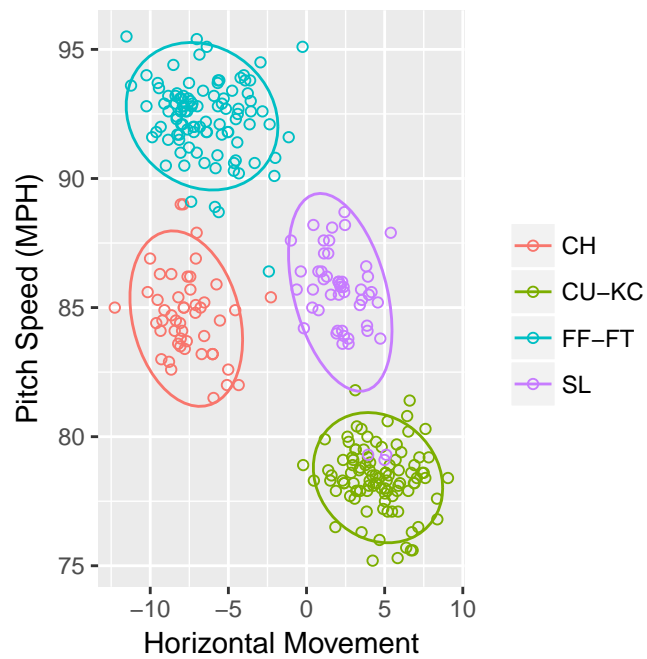 95
90
85
80
75
Pitch Speed (MPH)
−10 −5 0 5 10
Horizontal Movement
CH
CU−KC
FF−FT
SL